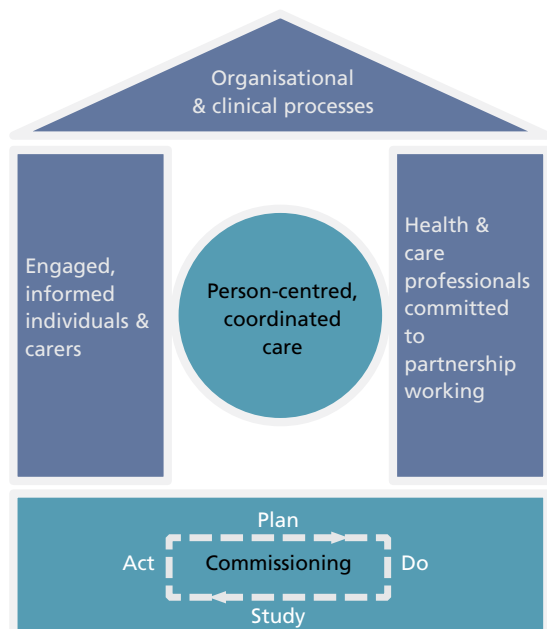 Organisational
& clinical processes
Engaged,
informed
individuals &
carers
Person-centred,
coordinated
care
Health &
care
professionals
committed
to
partnership
working
Plan
Act
Commissioning
Do
Study